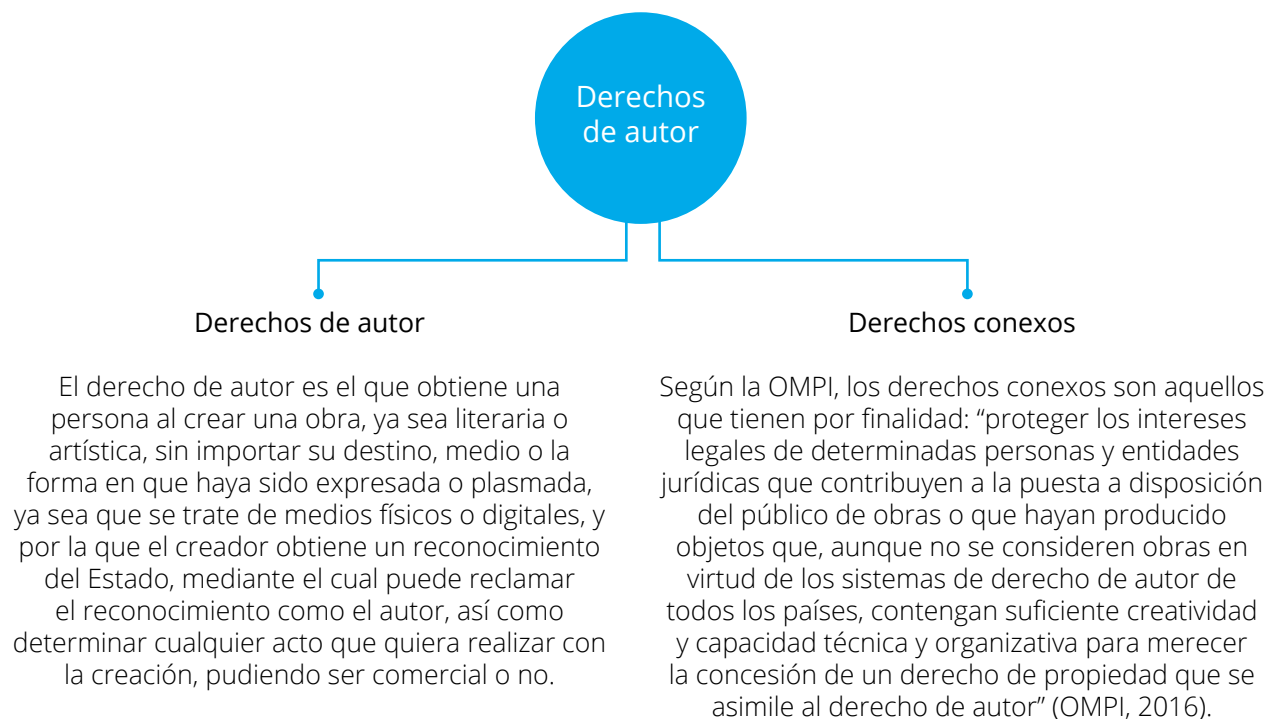 Derechos
de autor
Derechos de autor
El derecho de autor es el que obtiene una
persona al crear una obra, ya sea literaria o
artística, sin importar su destino, medio o la
forma en que haya sido expresada o plasmada,
ya sea que se trate de medios físicos o digitales, y
por la que el creador obtiene un reconocimiento
del Estado, mediante el cual puede reclamar
el reconocimiento como el autor, así como
determinar cualquier acto que quiera realizar con
la creación, pudiendo ser comercial o no.
Derechos conexos
Según la OMPI, los derechos conexos son aquellos
que tienen por finalidad: “proteger los intereses
legales de determinadas personas y entidades
jurídicas que contribuyen a la puesta a disposición
del público de obras o que hayan producido
objetos que, aunque no se consideren obras en
virtud de los sistemas de derecho de autor de
todos los países, contengan suficiente creatividad
y capacidad técnica y organizativa para merecer
la concesión de un derecho de propiedad que se
asimile al derecho de autor” (OMPI, 2016).